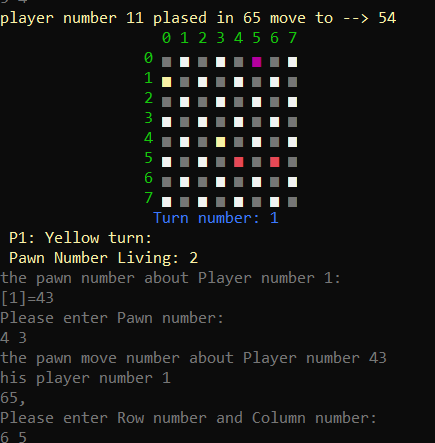 player number 11 plased in 65 move to --> 54
0 1 2 3 4 5 6 7
0
1
2
3
4
5
6
7
Turn number: 1
P1: Yellow turn:
Pawn Number Living: 2
the pawn number about Player number 1:
[1]=43
Please enter Pawn number:
4 3
the pawn move number about Player number 43
his player number 1
65,
Please enter Row number and Column number:
6 5